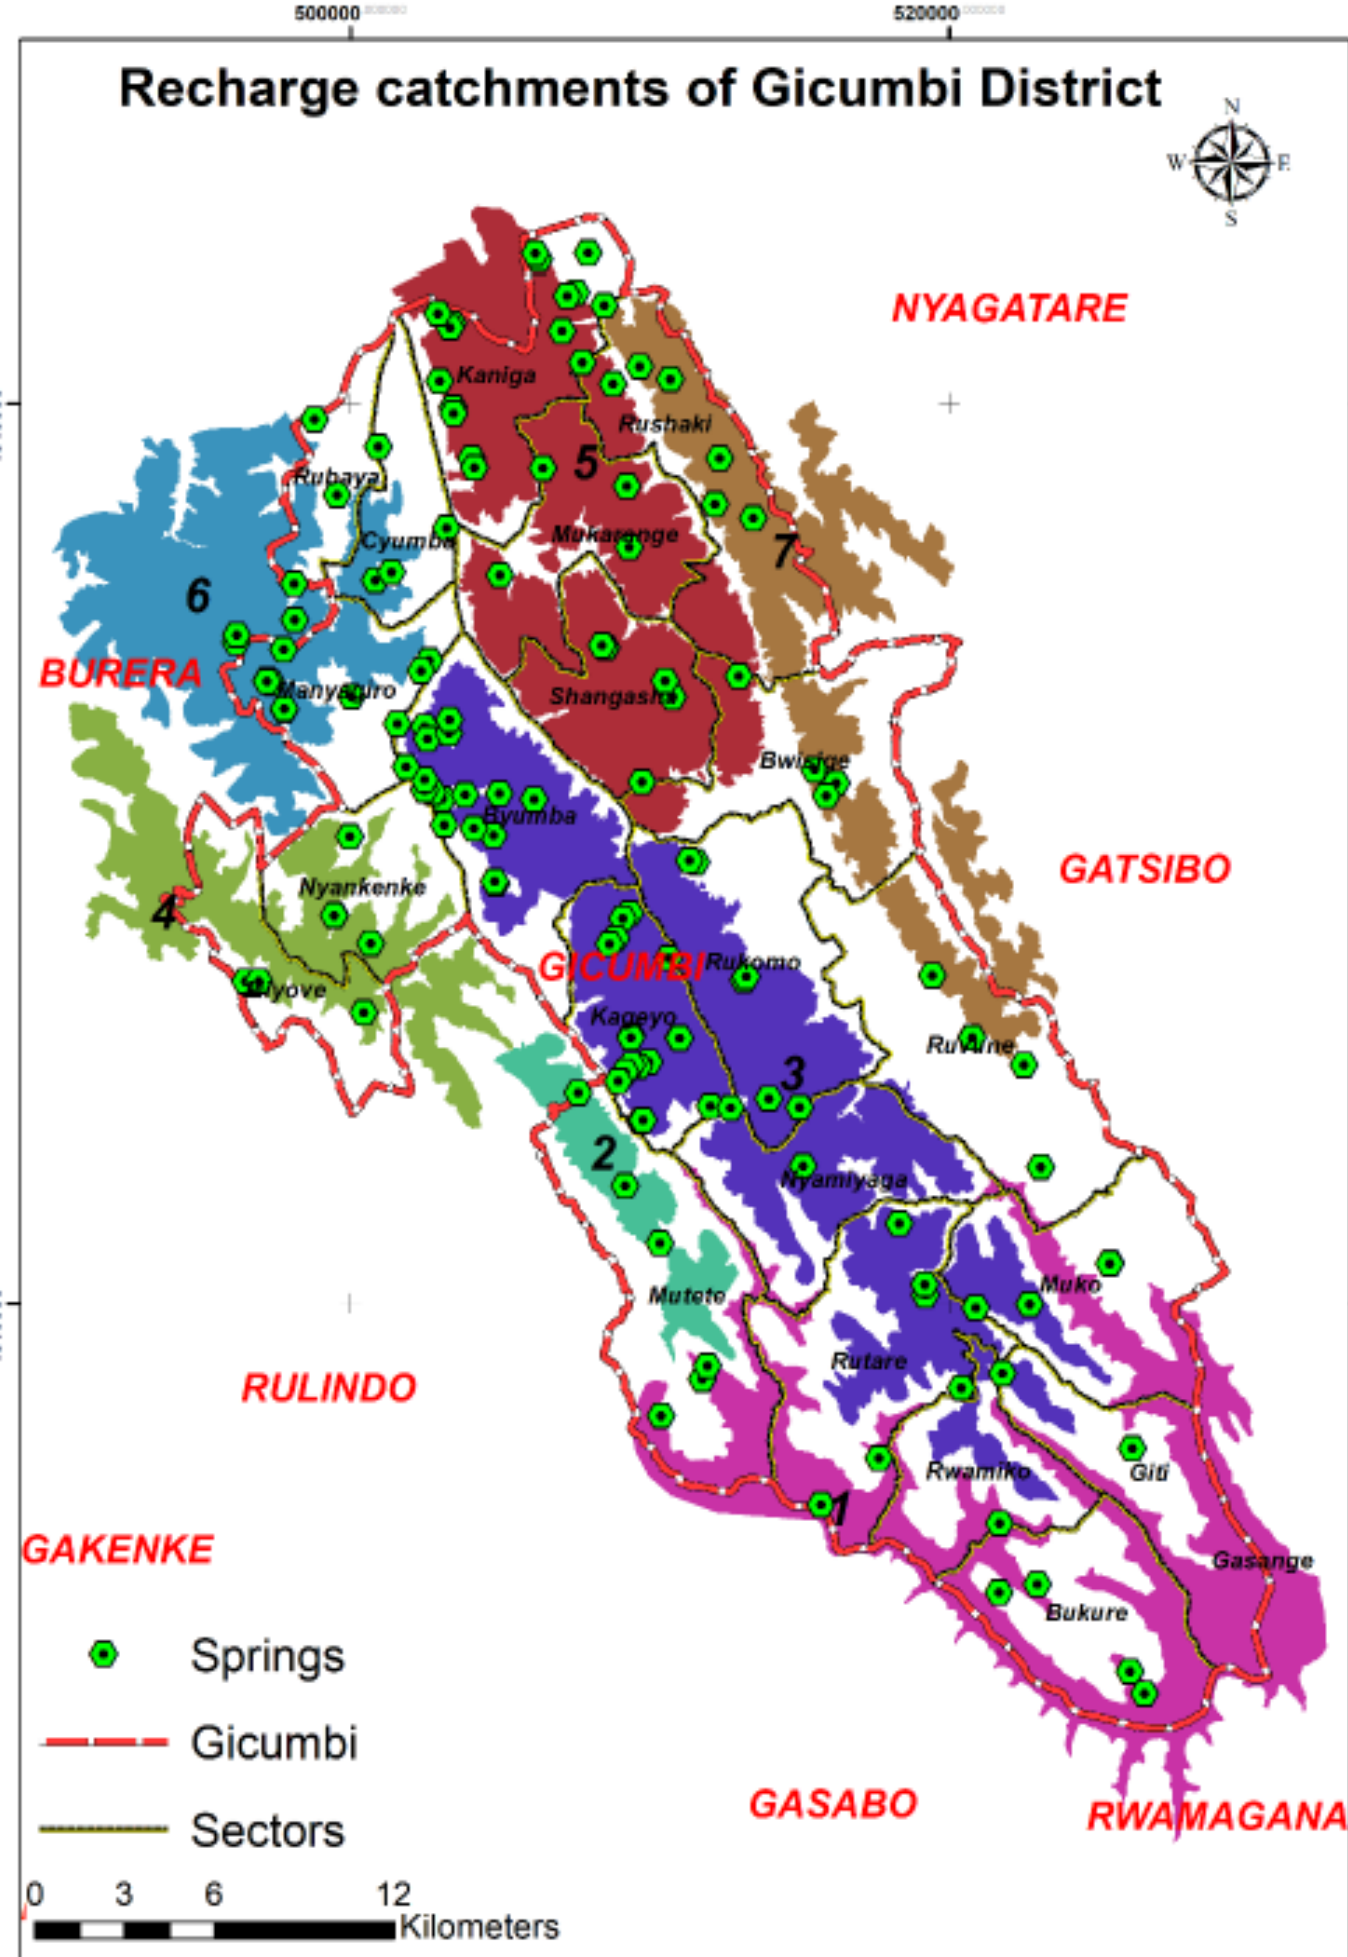 500000
520000
Recharge catchments of Gicumbi District
N
W E
S
NYAGATARE
Kaniga
Rushaki
5
Rubaya
Cyumba
Mukarange
7
6
BURERA
Manyagiro
Shangasha
Bwisige
Byumba
GATSIBO
Nyankenke
4
GICUMBI
Rukomo
Kageyo
Ruvune
3
2
Nyamiyaga
Muko
Mutete
Rutare
RULINDO
Rwamiko
Giti
1
GAKENKE
Gasange
Bukure
Springs
Gicumbi
GASABO
RWAMAGANA
Sectors
0 3 6 12
Kilometers